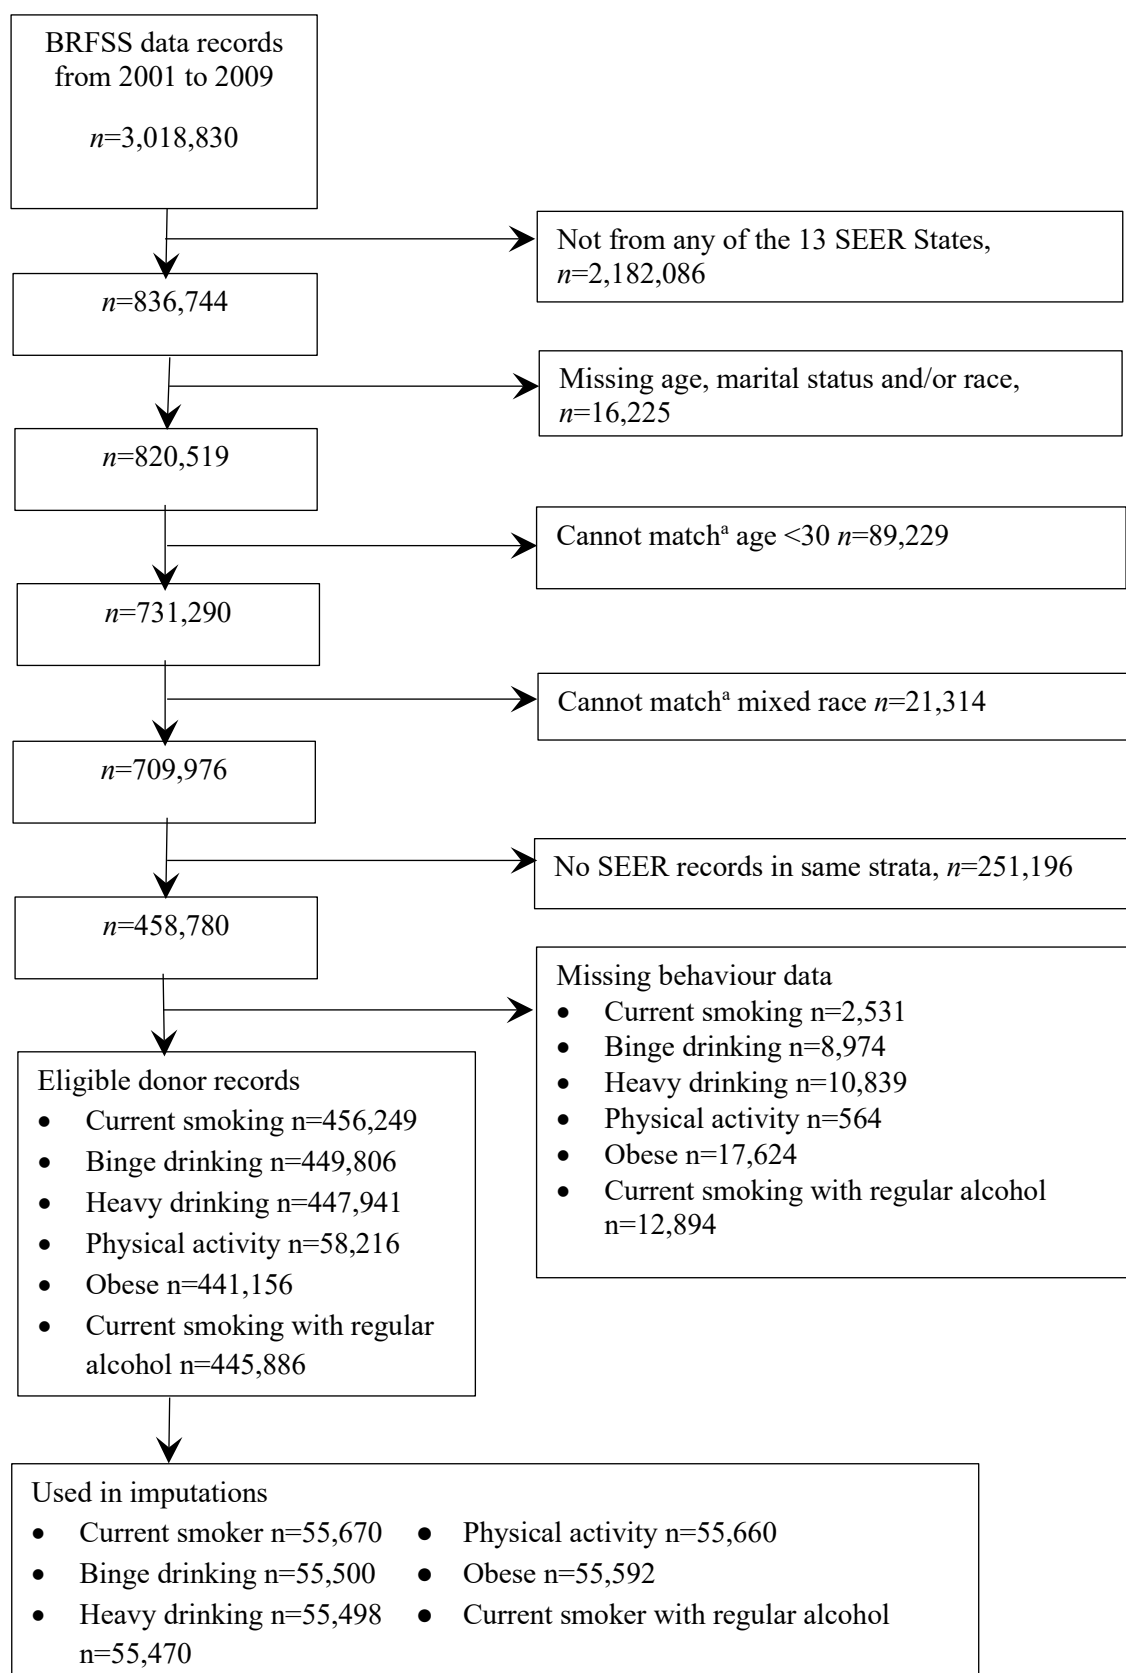 BRFSS data records
from 2001 to 2009
n=3,018,830
Not from any of the 13 SEER States,
n=2,182,086
n=836,744
Missing age, marital status and/or race,
n=16,225
n=820,519
Cannot matchᵃ age <30 n=89,229
n=731,290
Cannot matchᵃ mixed race n=21,314
n=709,976
No SEER records in same strata, n=251,196
n=458,780
Missing behaviour data
• Current smoking n=2,531
• Binge drinking n=8,974
• Heavy drinking n=10,839
• Physical activity n=564
• Obese n=17,624
• Current smoking with regular alcohol
n=12,894
Eligible donor records
• Current smoking n=456,249
• Binge drinking n=449,806
• Heavy drinking n=447,941
• Physical activity n=58,216
• Obese n=441,156
• Current smoking with regular
alcohol n=445,886
Used in imputations
• Current smoker n=55,670 • Physical activity n=55,660
• Binge drinking n=55,500 • Obese n=55,592
• Heavy drinking n=55,498 • Current smoker with regular alcohol
n=55,470